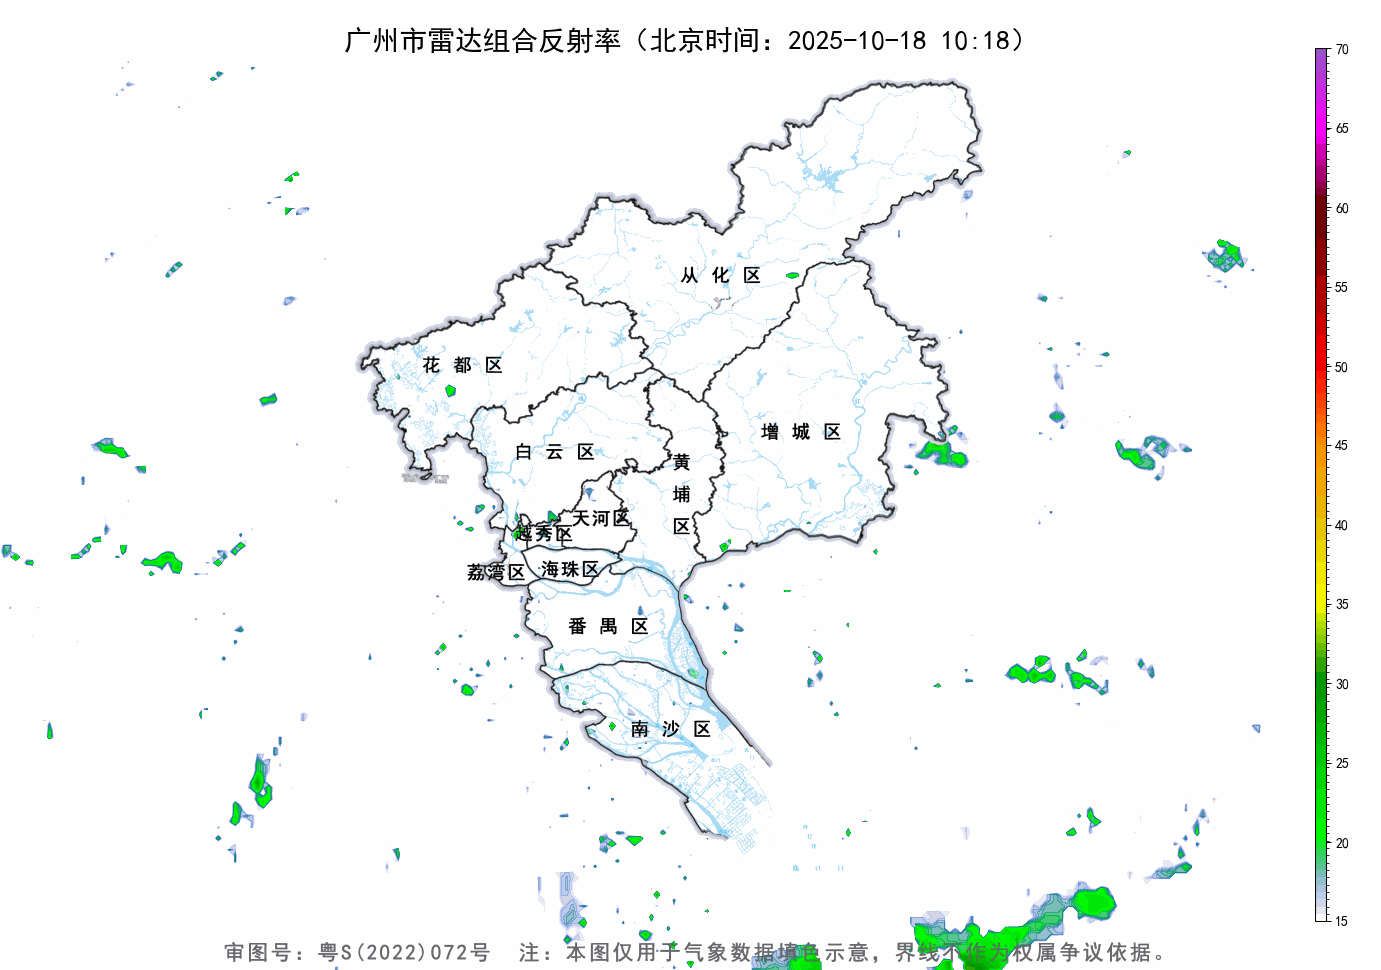 广州市雷达组合反射率（北京时间：2025-10-18 10:18）
70
65
60
55
50
45
40
35
30
25
20
15
从化区
花都区
增城区
白云区
黄埔区
天河区
越秀区
荔湾区
海珠区
番禺区
南沙区
审图号：粤S(2022)072号 注：本图仅用于气象数据填色示意，界线不作为权属争议依据。